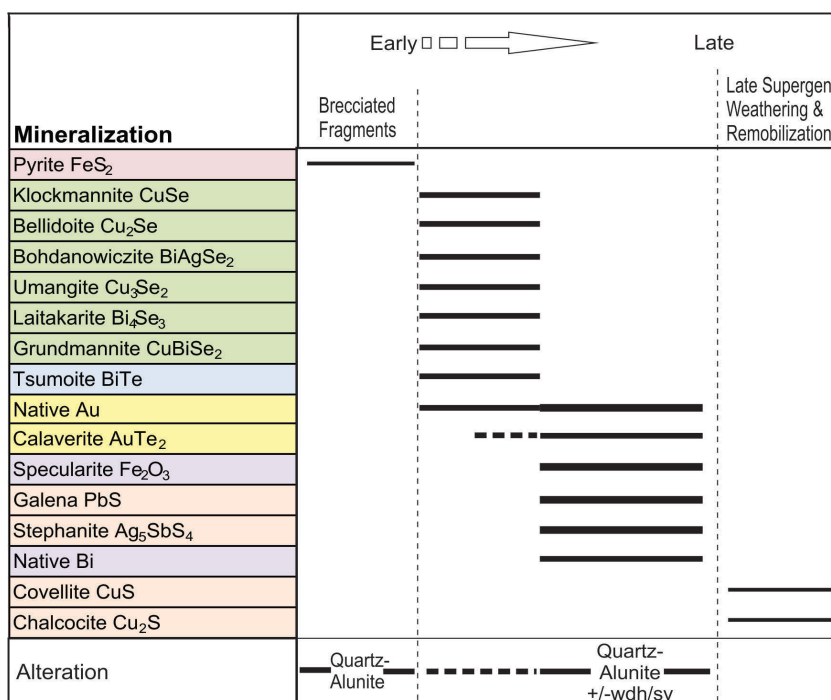 Early
Late
Mineralization
Brecciated
Fragments
Late Supergen
Weathering &
Remobilization
Pyrite FeS₂
Klockmannite CuSe
Bellidoite Cu₂Se
Bohdanowiczite BiAgSe₂
Umangite Cu₃Se₂
Laitakarite Bi₄Se₃
Grundmannite CuBiSe₂
Tsumoite BiTe
Native Au
Calaverite AuTe₂
Specularite Fe₂O₃
Galena PbS
Stephanite Ag₅SbS₄
Native Bi
Covellite CuS
Chalcocite Cu₂S
Alteration
Quartz-
Alunite
Quartz-
Alunite
+/-wdh/sy